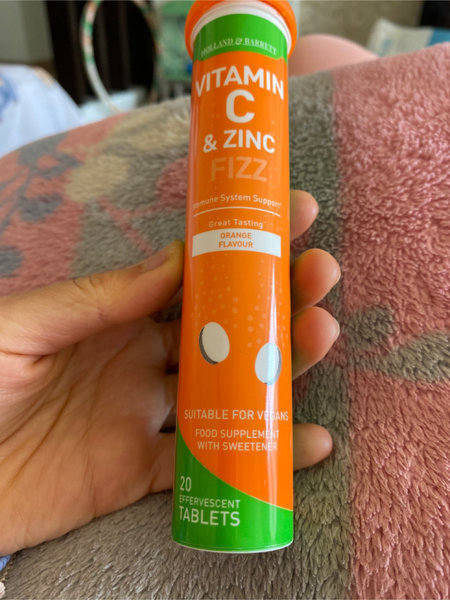 HOLLAND & BARRETT
VITAMIN
C
& ZINC
FIZZ
Immune System Support*
Great Tasting
ORANGE
FLAVOUR
SUITABLE FOR VEGANS
FOOD SUPPLEMENT
WITH SWEETENER
20
EFFERVESCENT
TABLETS